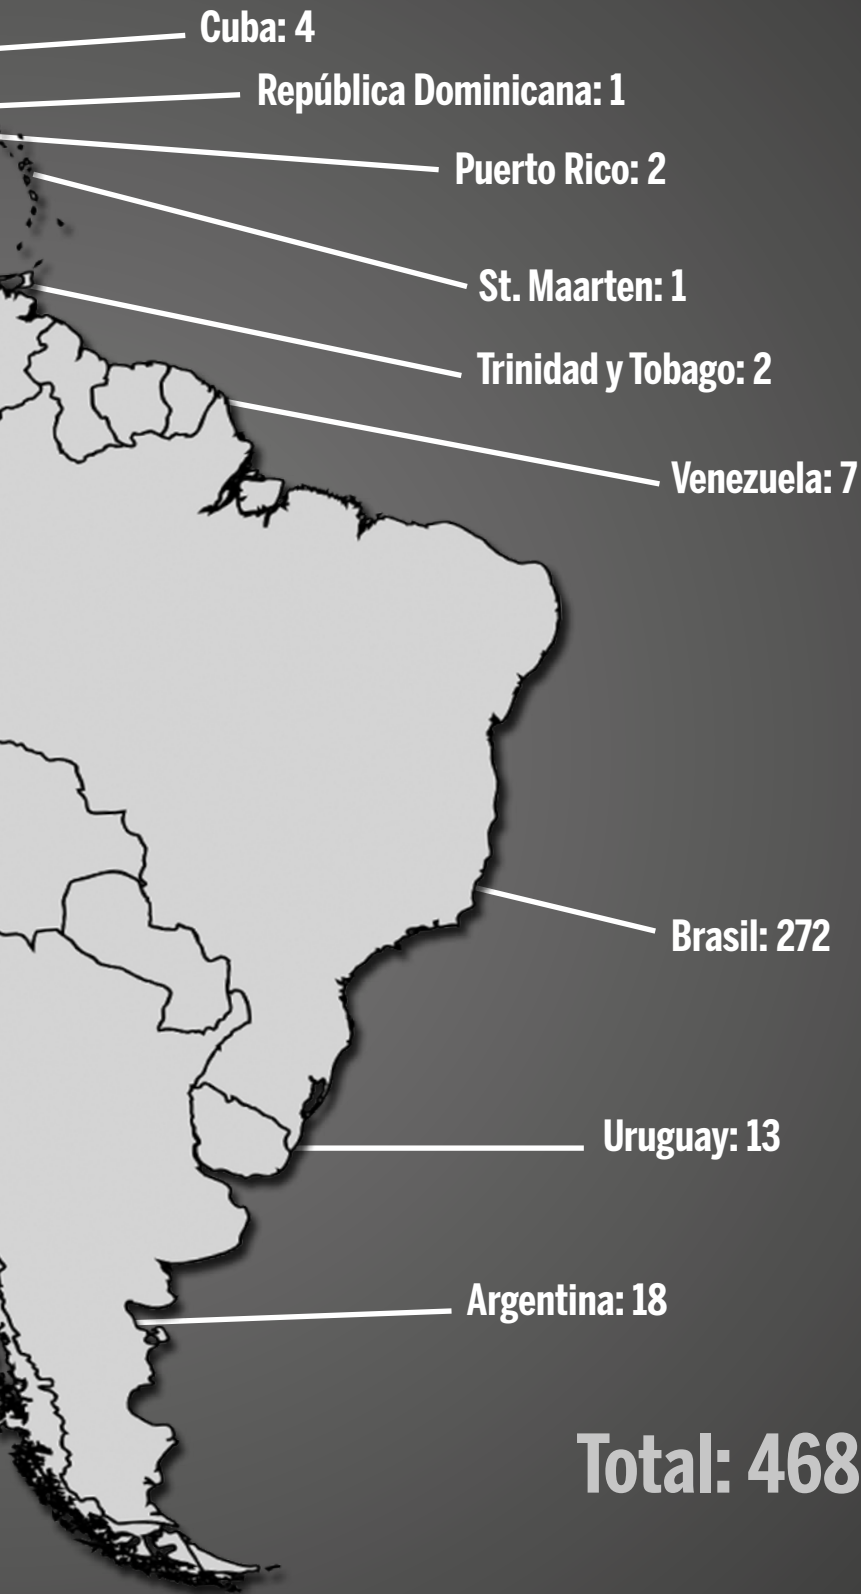 Cuba: 4
República Dominicana: 1
Puerto Rico: 2
St. Maarten: 1
Trinidad y Tobago: 2
Venezuela: 7
Brasil: 272
Uruguay: 13
Argentina: 18
Total: 468